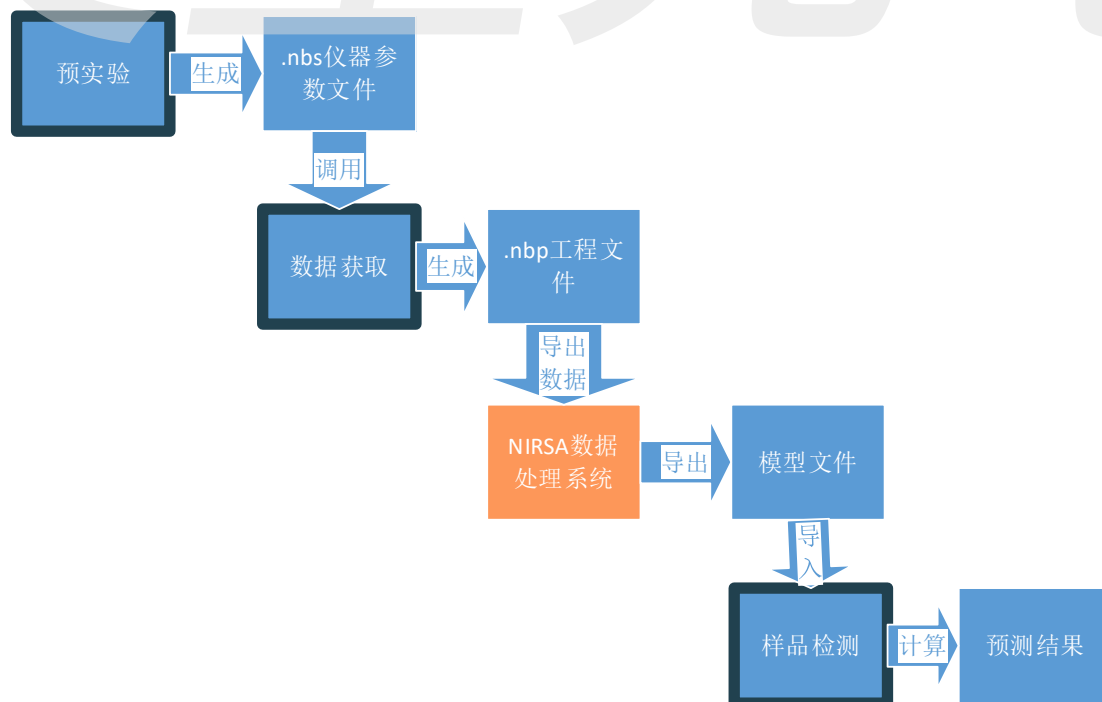 预实验
生成
.nbs仪器参
数文件
调用
数据获取
生成
.nbp工程文
件
导出
数据
NIRSA数据
处理系统
导出
模型文件
导
入
样品检测
计算
预测结果